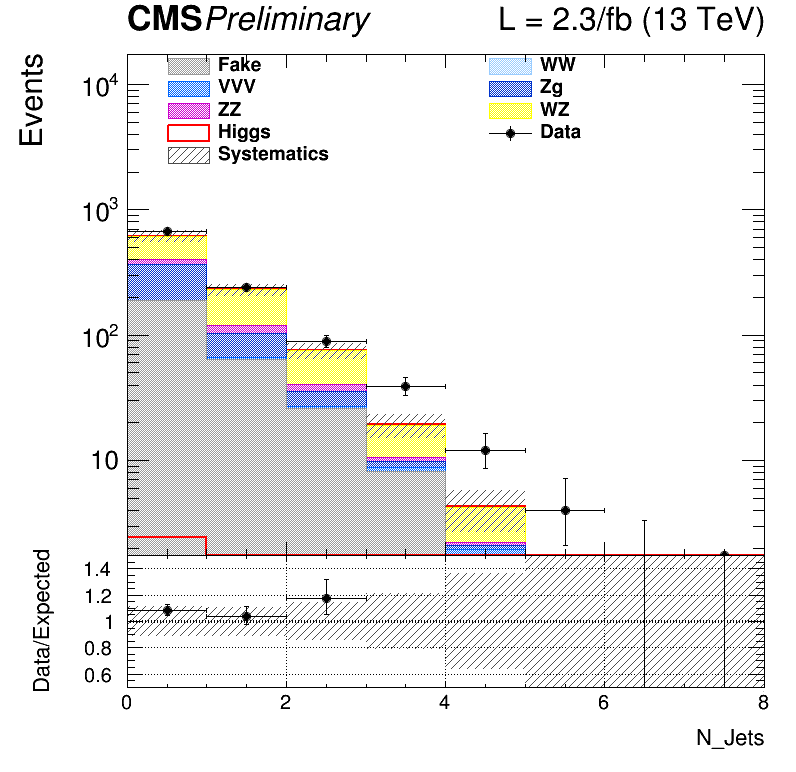 CMS Preliminary L = 2.3/fb (13 TeV)
Events
10⁴
10³
10²
10
Fake WW
VVV Zg
ZZ WZ
Higgs Data
Systematics
Data/Expected
1.4
1.2
1
0.8
0.6
0 2 4 6 8
N_Jets